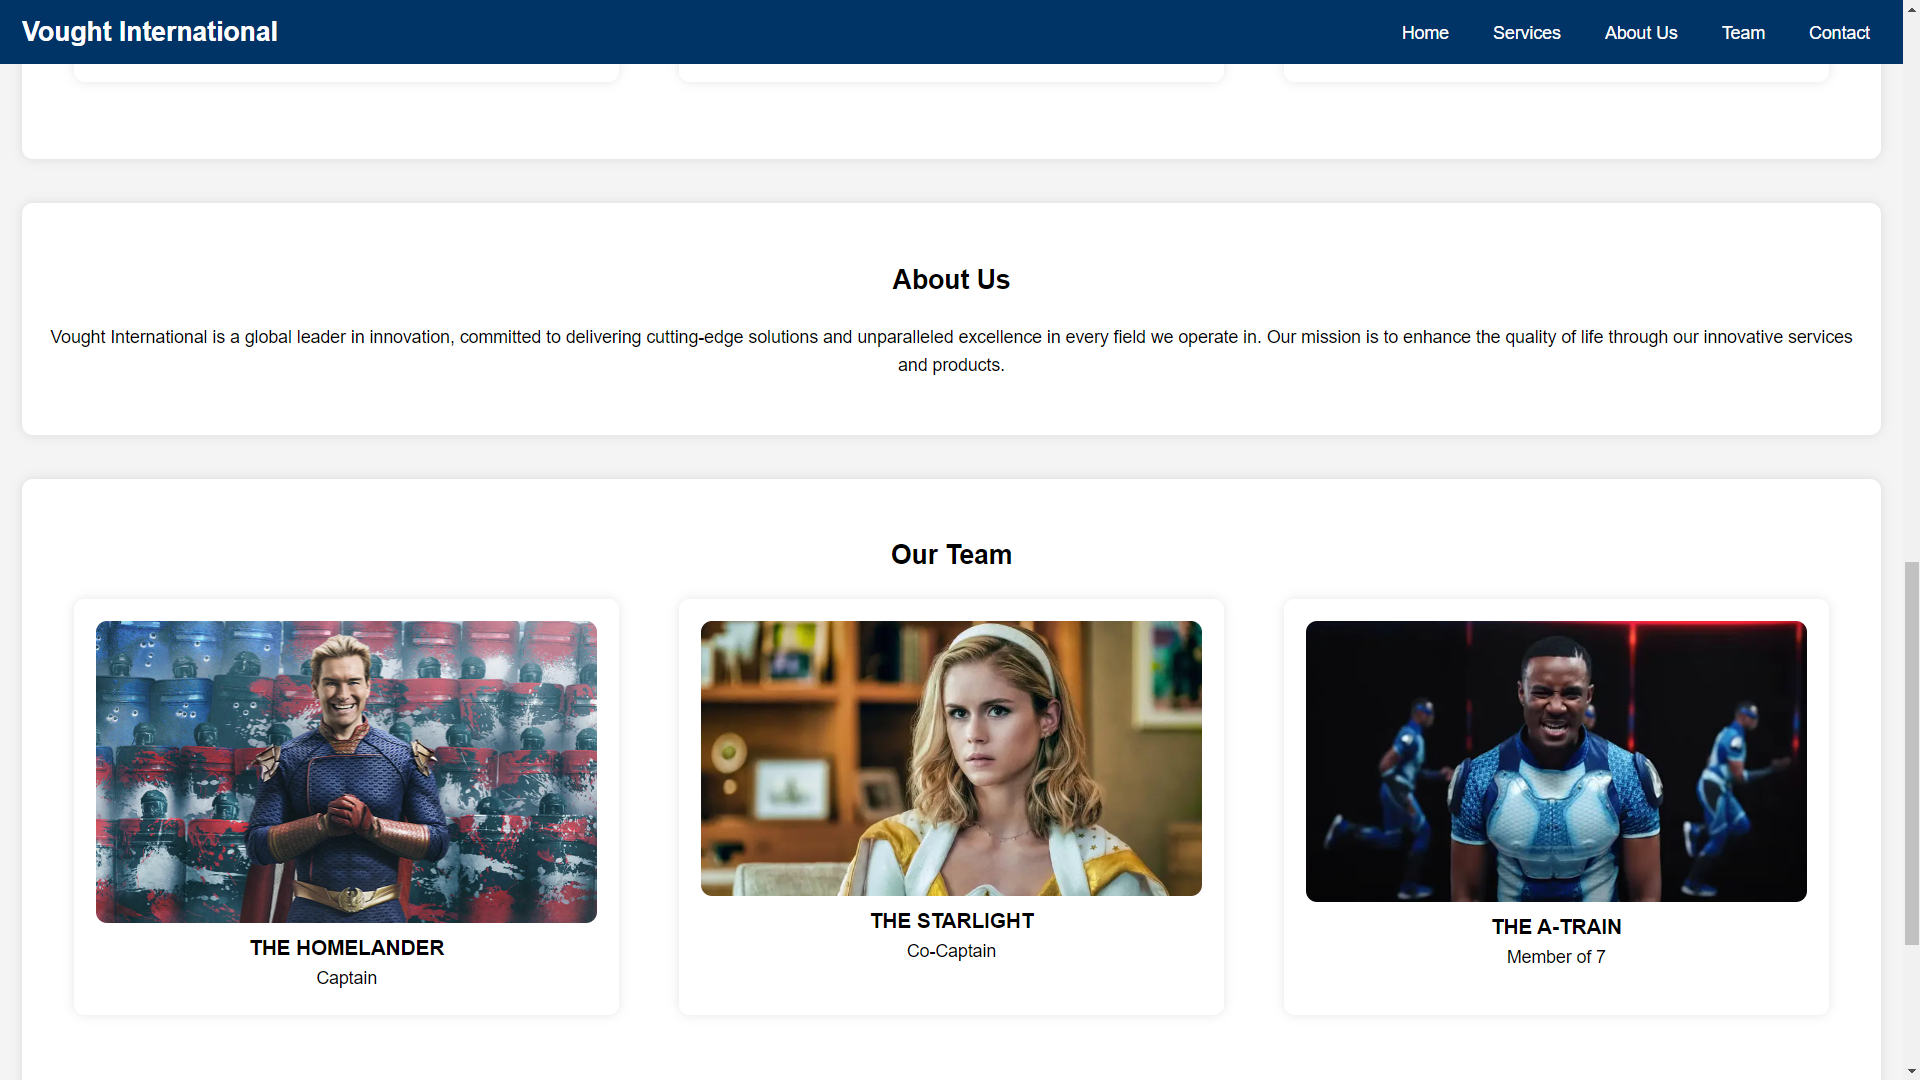 Vought International
Home
Services
About Us
Team
Contact
About Us
Vought International is a global leader in innovation, committed to delivering cutting-edge solutions and unparalleled excellence in every field we operate in. Our mission is to enhance the quality of life through our innovative services
and products.
Our Team
THE HOMELANDER
Captain
THE STARLIGHT
Co-Captain
THE A-TRAIN
Member of 7